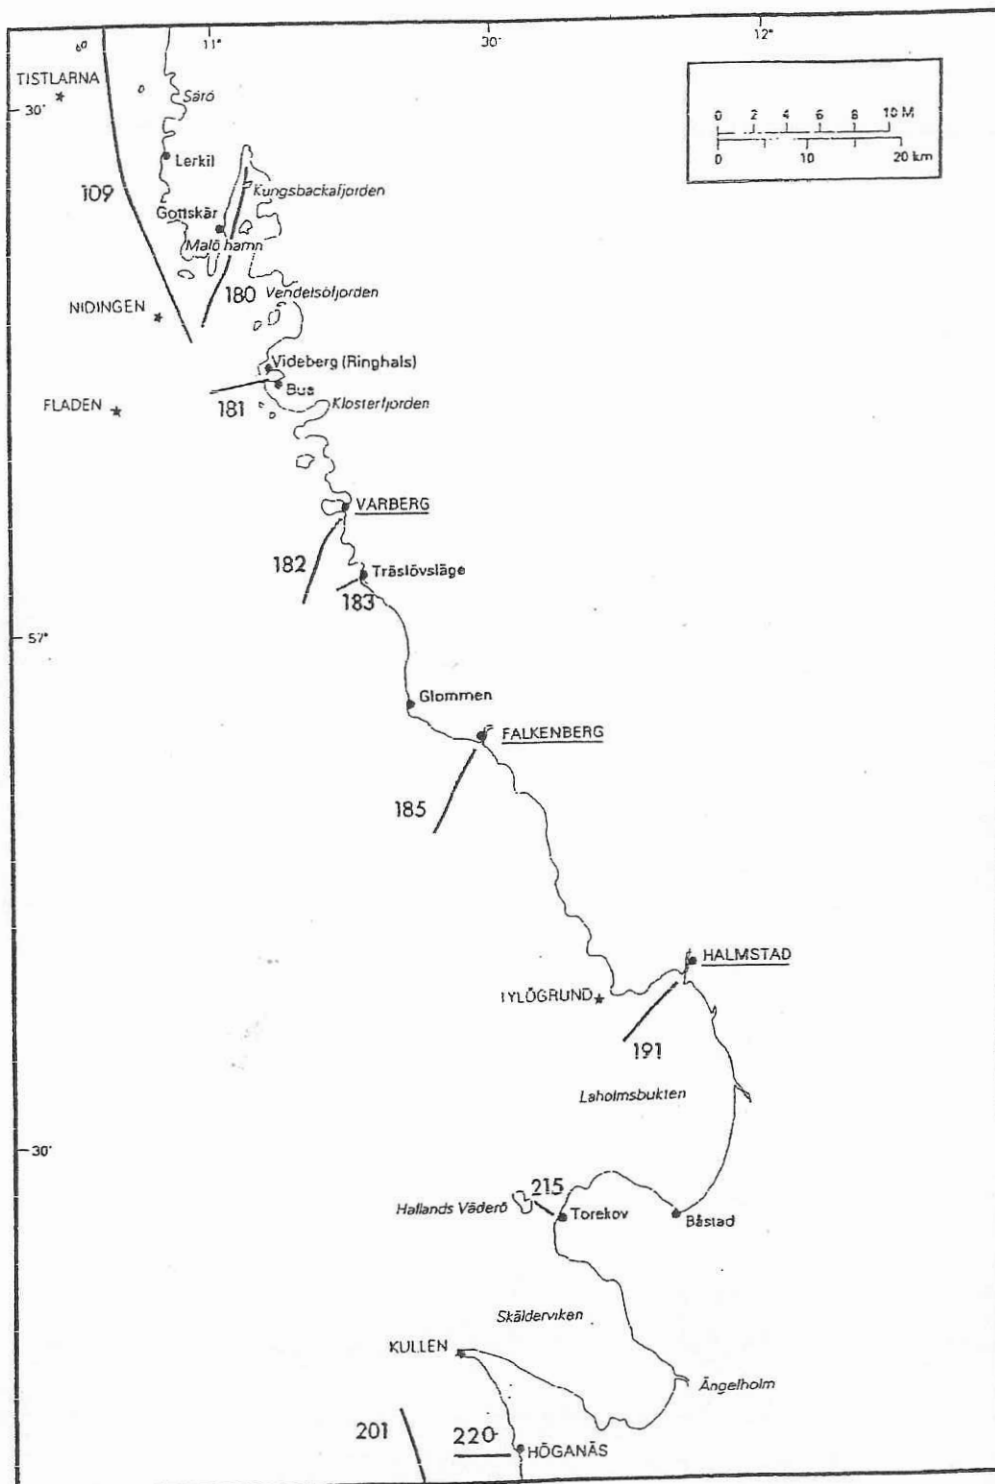 11° 30' 12°
TISTLARNA
30'
Särö
0 2 4 6 8 10 M
0 10 20 km
Lerkil
109
Kungsbackafjorden
Gottskär
Malö hamn
180
Vendelsöfjorden
NIDINGEN
Videberg (Ringhals)
Bua
181
Klosterfjorden
FLADEN
VARBERG
182
Träslövsläge
183
57°
Glommen
FALKENBERG
185
HALMSTAD
TYLÖGRUND
191
Laholmsbukten
30'
215
Hallands Väderö
Torekov
Båstad
Skälderviken
KULLEN
Ängelholm
201
220
HÖGANÄS